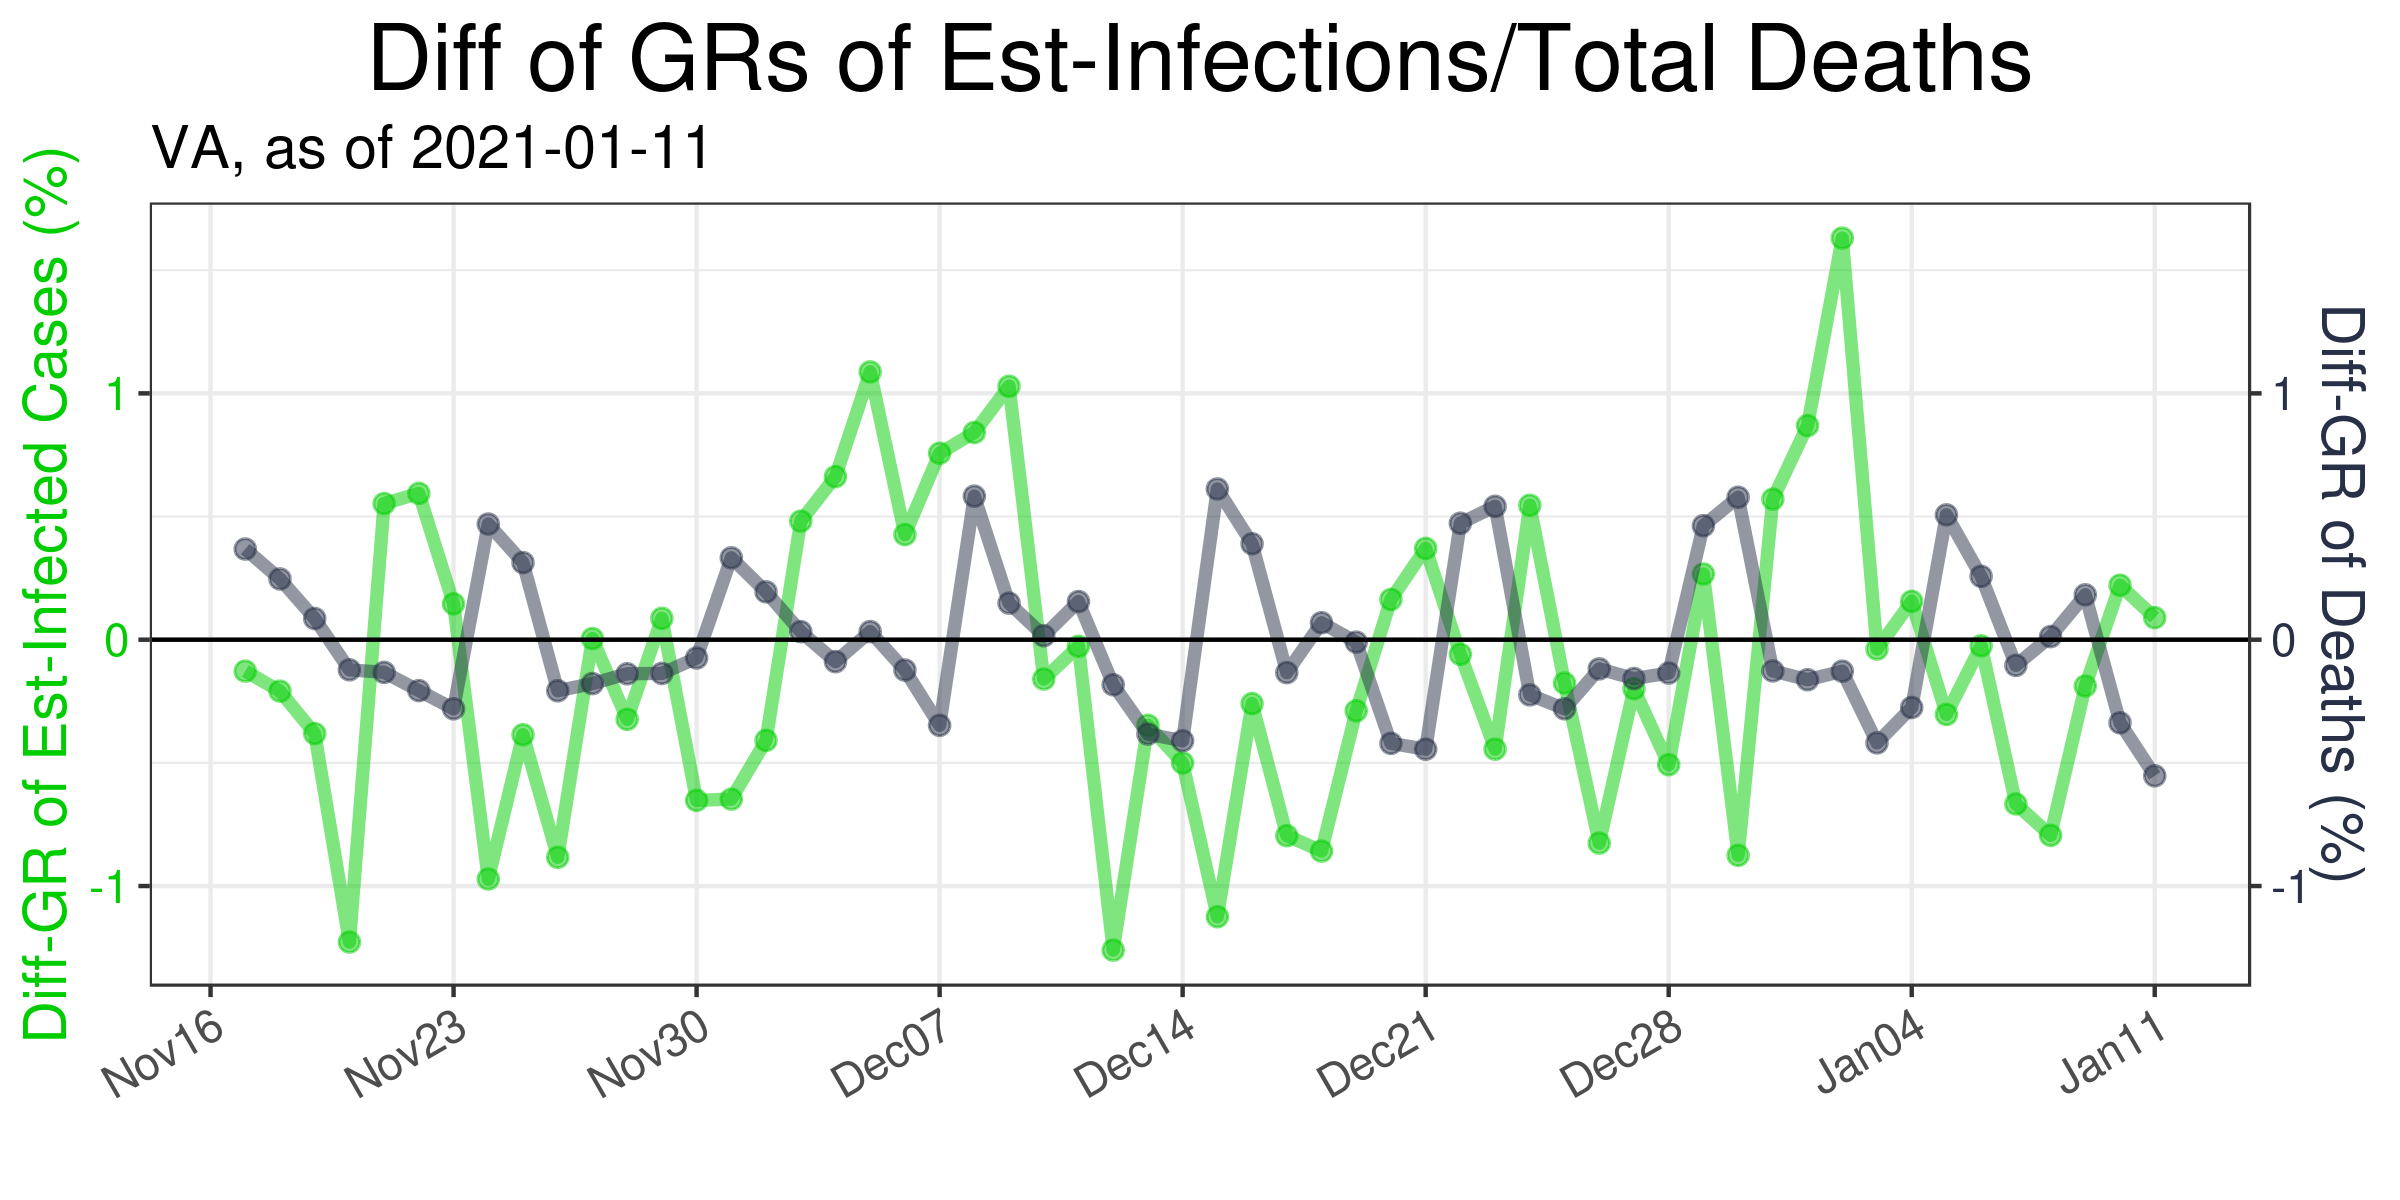 Diff of GRs of Est-Infections/Total Deaths
VA, as of 2021-01-11
Diff-GR of Est-Infected Cases (%)
1
0
-1
1
0
-1
Diff-GR of Deaths (%)
Nov16
Nov23
Nov30
Dec07
Dec14
Dec21
Dec28
Jan04
Jan11